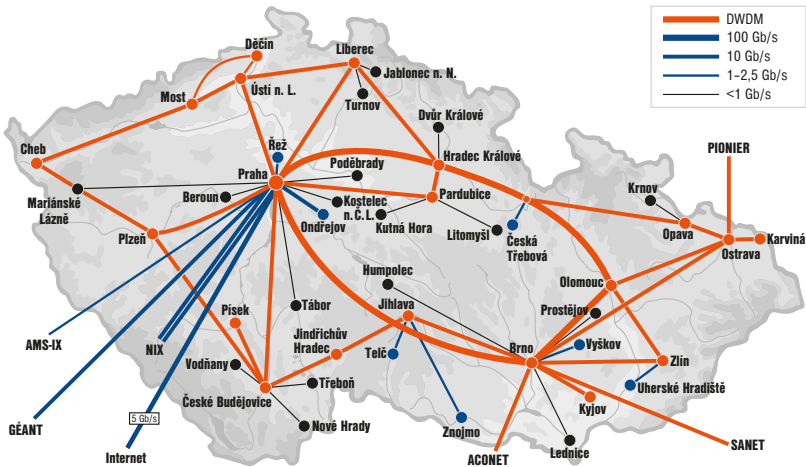 DWDM
100 Gb/s
10 Gb/s
1–2,5 Gb/s
<1 Gb/s
Děčín
Liberec
Jablonec n. N.
Ústí n. L.
Turnov
Most
Dvůr Králové
Cheb
Řež
Praha
Poděbrady
Hradec Králové
PIONIER
Mariánské
Lázně
Beroun
Kostelec
n.Č.L.
Pardubice
Krnov
Ondřejov
Kutná Hora
Litomyšl
Česká
Třebová
Opava
Karviná
Ostrava
Plzeň
Humpolec
Olomouc
Tábor
Písek
Jihlava
Prostějov
Jindřichův
Hradec
AMS-IX
NIX
Brno
Vyškov
Telč
Zlín
Vodňany
Třeboň
Uherské Hradiště
České Budějovice
Kyjov
5 Gb/s
GÉANT
Nové Hrady
Znojmo
SANET
Internet
ACONET
Lednice